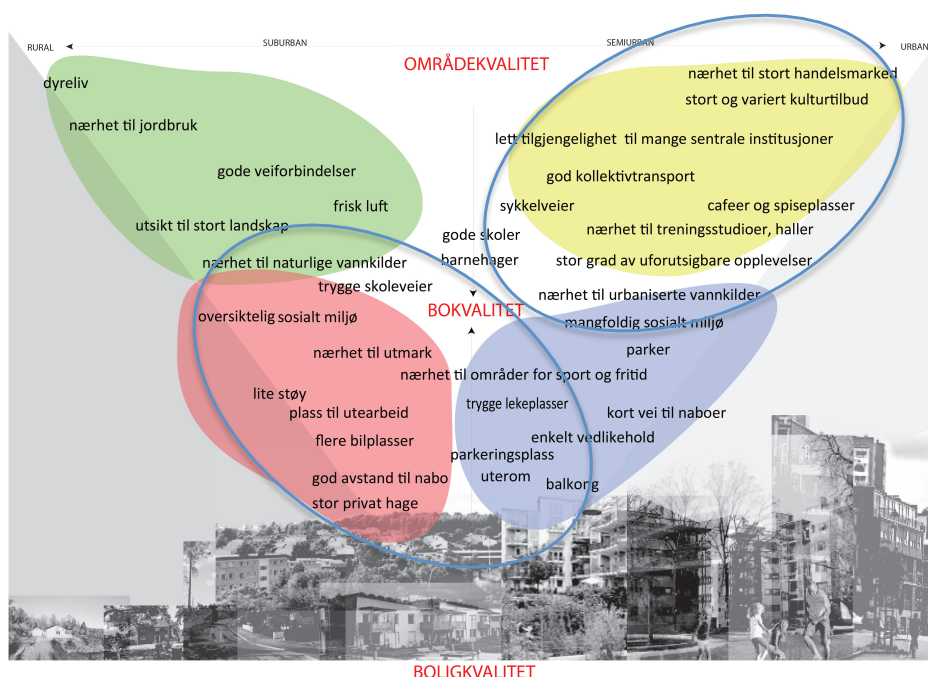 RURAL
SUBURBAN
SEMIURBAN
URBAN
OMRÅDEKVALITET
dyreliv
nærhet til stort handelsmarked
stort og variert kulturtilbud
nærhet til jordbruk
lett tilgjengelighet til mange sentrale institusjoner
gode veiforbindelser
god kollektivtransport
frisk luft
sykkelveier
cafeer og spiseplasser
utsikt til stort landskap
nærhet til treningsstudioer, haller
gode skoler
nærhet til naturlige vannkilder
barnehager
stor grad av uforutsigbare opplevelser
trygge skoleveier
nærhet til urbaniserte vannkilder
BOKVALITET
oversiktelig sosialt miljø
mangfoldig sosialt miljø
nærhet til utmark
parker
nærhet til områder for sport og fritid
lite støy
trygge lekeplasser
plass til utearbeid
kort vei til naboer
flere bilplasser
enkelt vedlikehold
parkeringsplass
god avstand til nabo
uterom
balkong
stor privat hage
BOLIGKVALITET